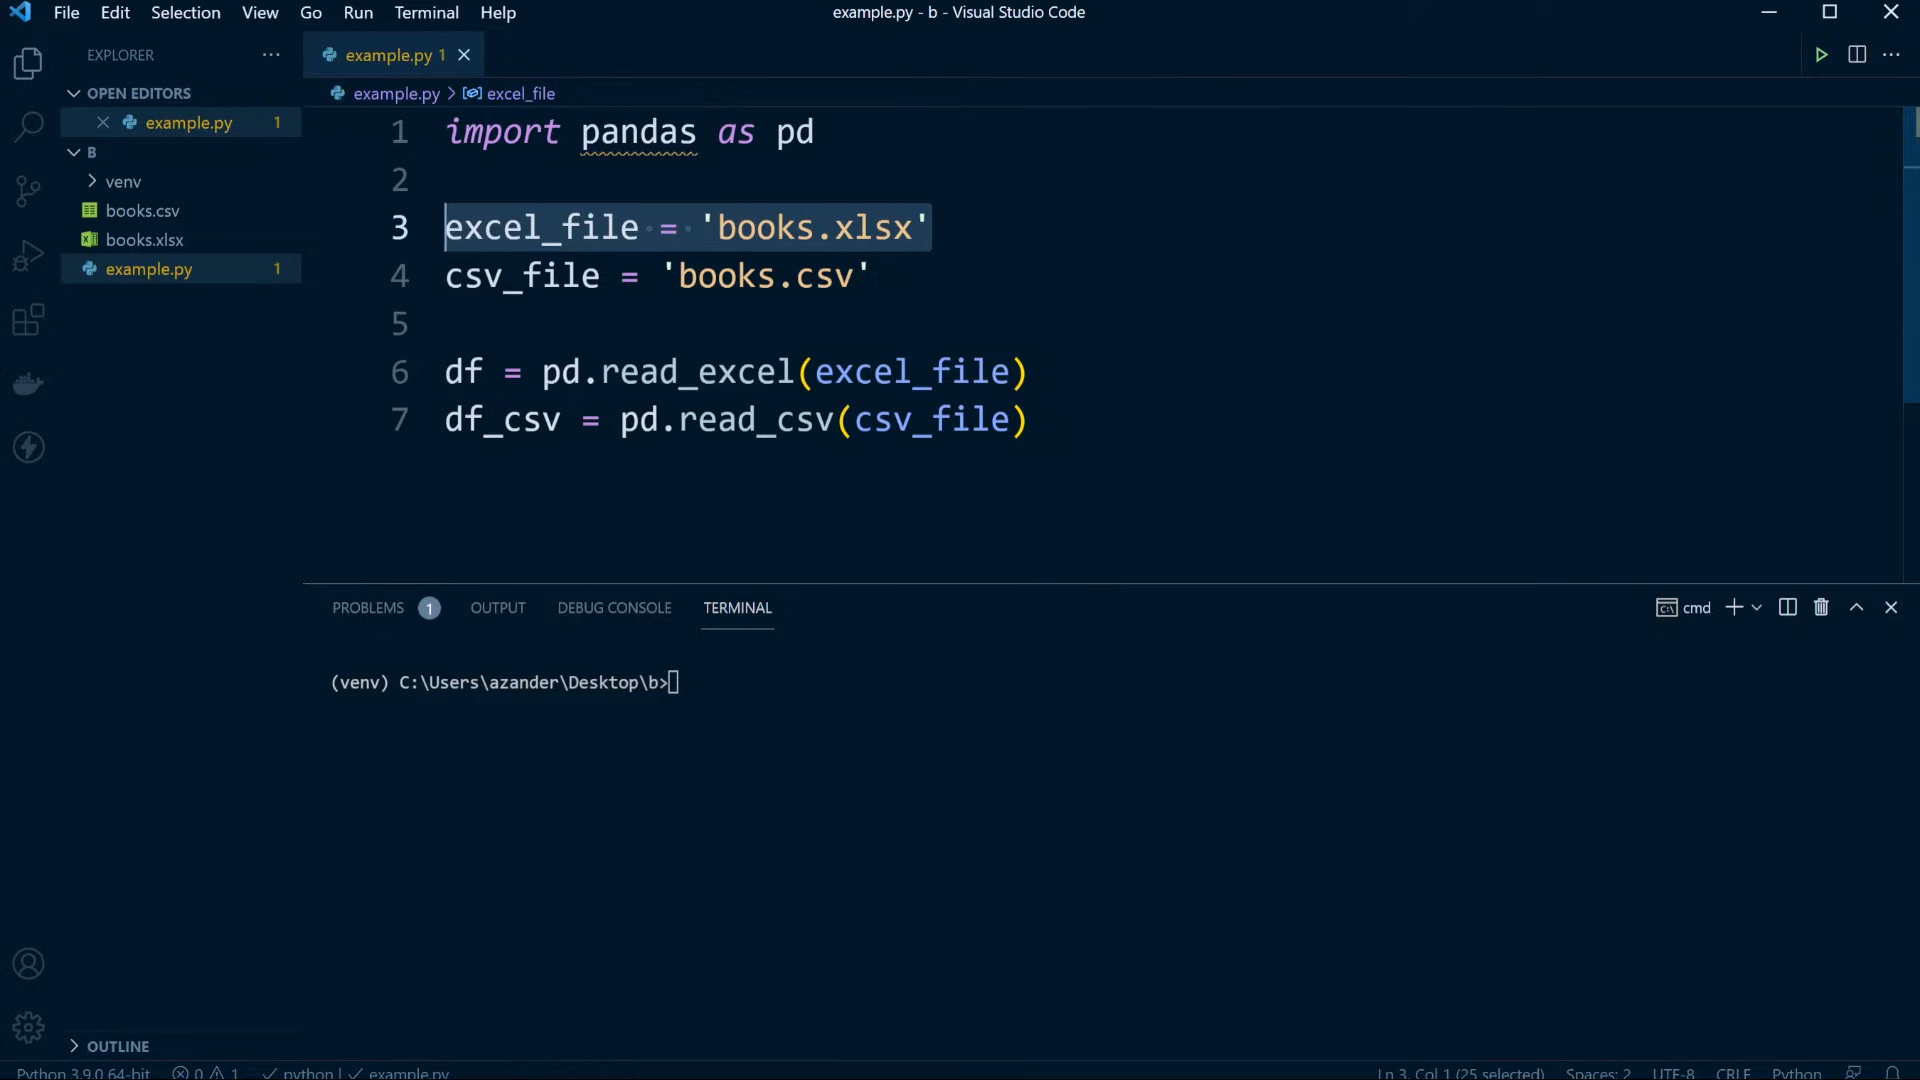 File Edit Selection View Go Run Terminal Help
example.py - b - Visual Studio Code
EXPLORER ···
example.py 1
OPEN EDITORS
example.py > excel_file
example.py 1
B
venv
books.csv
books.xlsx
example.py 1
1 import pandas as pd
2
3 excel_file = 'books.xlsx'
4 csv_file = 'books.csv'
5
6 df = pd.read_excel(excel_file)
7 df_csv = pd.read_csv(csv_file)
PROBLEMS 1 OUTPUT DEBUG CONSOLE TERMINAL
cmd
(venv) C:\Users\azander\Desktop\b>
OUTLINE
Python 3.9.0 64-bit 0 1 python | example.py
Ln 3, Col 1 (25 selected) Spaces: 2 UTF-8 CRLF Python